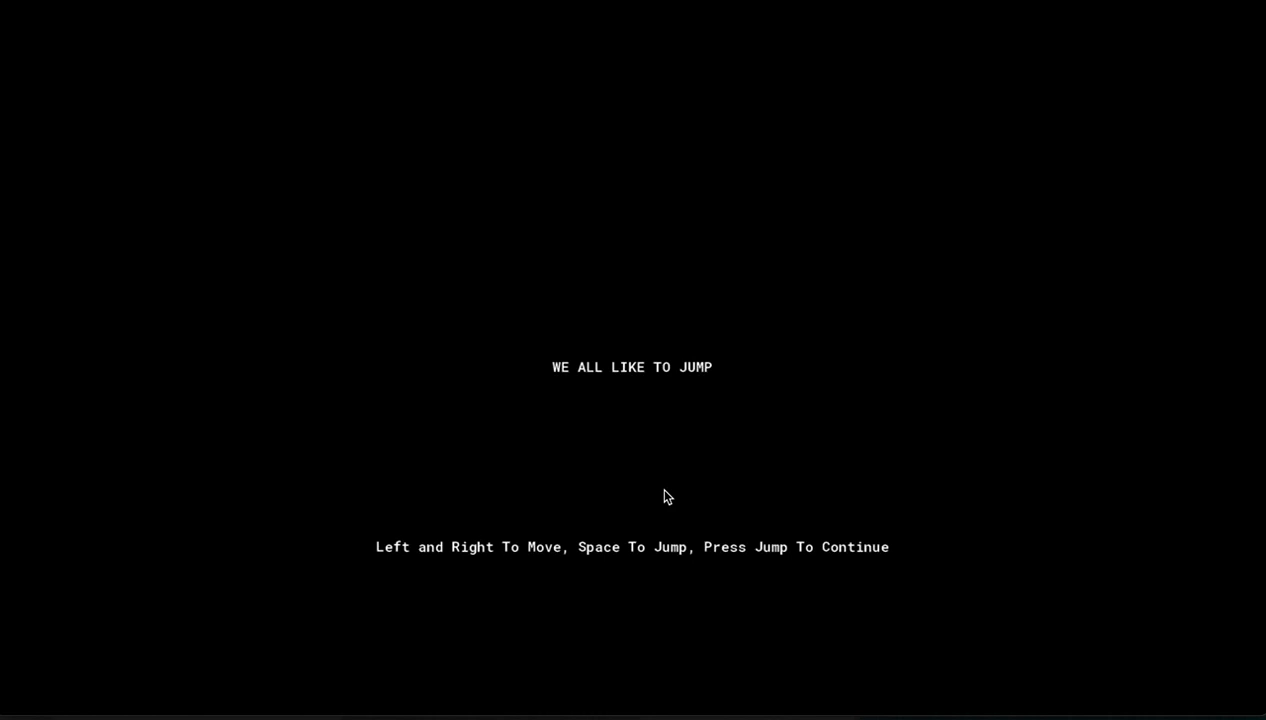 WE ALL LIKE TO JUMP
Left and Right To Move, Space To Jump, Press Jump To Continue